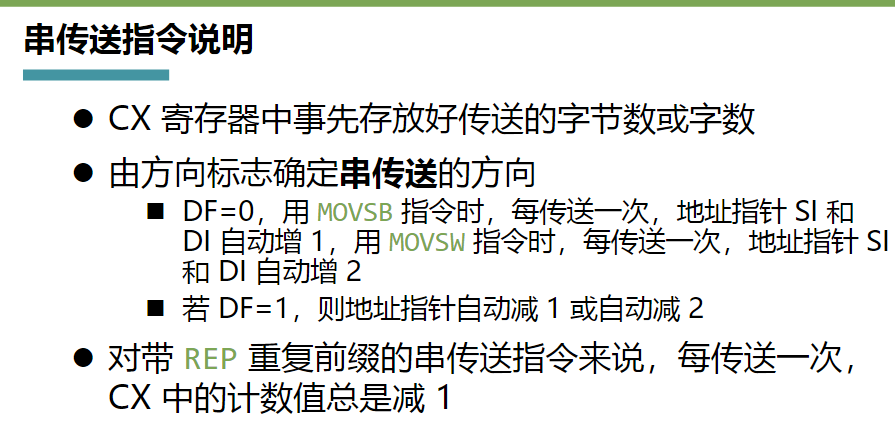 串传送指令说明
● CX 寄存器中事先存放好传送的字节数或字数
● 由方向标志确定串传送的方向
■ DF=0，用 MOVSB 指令时，每传送一次，地址指针 SI 和
DI 自动增 1，用 MOVSW 指令时，每传送一次，地址指针 SI
和 DI 自动增 2
■ 若 DF=1，则地址指针自动减 1 或自动减 2
● 对带 REP 重复前缀的串传送指令来说，每传送一次，
CX 中的计数值总是减 1